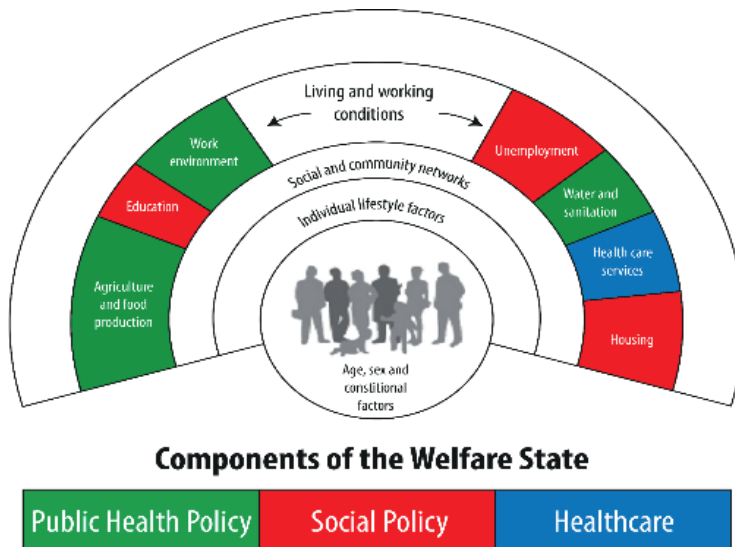 Living and working
conditions
Work
environment
Unemployment
Social and community networks
Education
Water and
sanitation
Individual lifestyle factors
Health care
services
Agriculture
and food
production
Housing
Age, sex and
constitional
factors
Components of the Welfare State
Public Health Policy
Social Policy
Healthcare